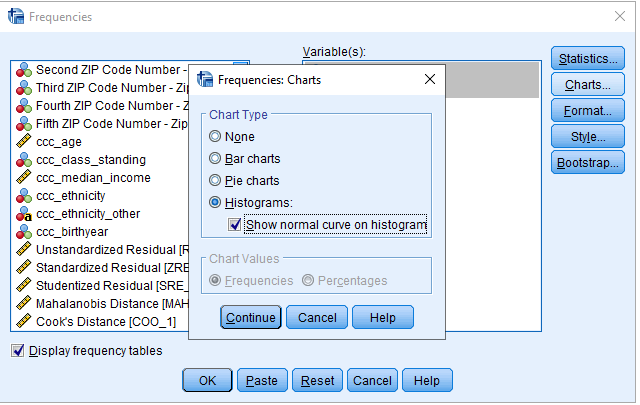 Frequencies
Variable(s):
Second ZIP Code Number -
Third ZIP Code Number - Zip
Fourth ZIP Code Number - Zi
Fifth ZIP Code Number - Zip
ccc_age
ccc_class_standing
ccc_median_income
ccc_ethnicity
ccc_ethnicity_other
ccc_birthyear
Unstandardized Residual [R
Standardized Residual [ZRE
Studentized Residual [SRE_
Mahalanobis Distance [MAH
Cook's Distance [COO_1]
Display frequency tables
Frequencies: Charts
Chart Type
None
Bar charts
Pie charts
Histograms:
Show normal curve on histogram
Chart Values
Frequencies Percentages
Continue Cancel Help
Statistics...
Charts...
Format...
Style...
Bootstrap...
OK Paste Reset Cancel Help